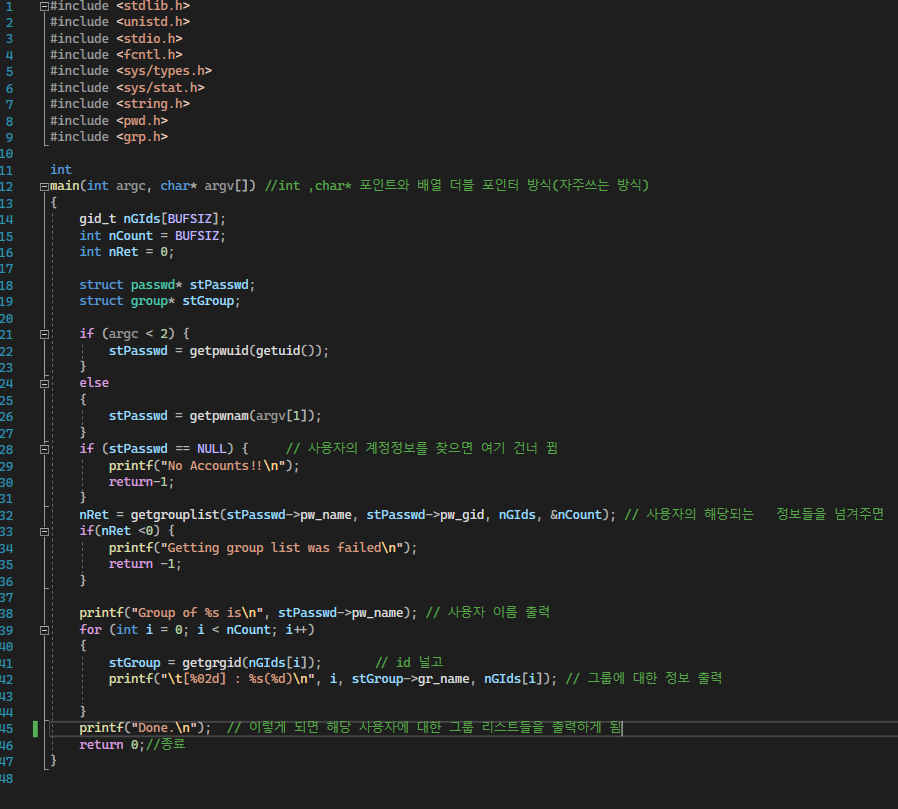 1 #include <stdlib.h>
2 #include <unistd.h>
3 #include <stdio.h>
4 #include <fcntl.h>
5 #include <sys/types.h>
6 #include <sys/stat.h>
7 #include <string.h>
8 #include <pwd.h>
9 #include <grp.h>
10
11 int
12 main(int argc, char* argv[]) //int ,char* 포인트와 배열 더블 포인터 방식(자주쓰는 방식)
13 {
14     gid_t nGIds[BUFSIZ];
15     int nCount = BUFSIZ;
16     int nRet = 0;
17
18     struct passwd* stPasswd;
19     struct group* stGroup;
20
21     if (argc < 2) {
22         stPasswd = getpwuid(getuid());
23     }
24     else
25     {
26         stPasswd = getpwnam(argv[1]);
27     }
28     if (stPasswd == NULL) {     // 사용자의 계정정보를 찾으면 여기 건너 뜀
29         printf("No Accounts!!\n");
30         return-1;
31     }
32     nRet = getgrouplist(stPasswd->pw_name, stPasswd->pw_gid, nGIds, &nCount); // 사용자의 해당되는   정보들을 넘겨주면
33     if(nRet <0) {
34         printf("Getting group list was failed\n");
35         return -1;
36     }
37
38     printf("Group of %s is\n", stPasswd->pw_name); // 사용자 이름 출력
39     for (int i = 0; i < nCount; i++)
40     {
41         stGroup = getgrgid(nGIds[i]);       // id 넣고
42         printf("\t[%02d] : %s(%d)\n", i, stGroup->gr_name, nGIds[i]); // 그룹에 대한 정보 출력
43
44     }
45     printf("Done.\n");  // 이렇게 되면 해당 사용자에 대한 그룹 리스트들을 출력하게 됨
46     return 0;//종료
47 }
48